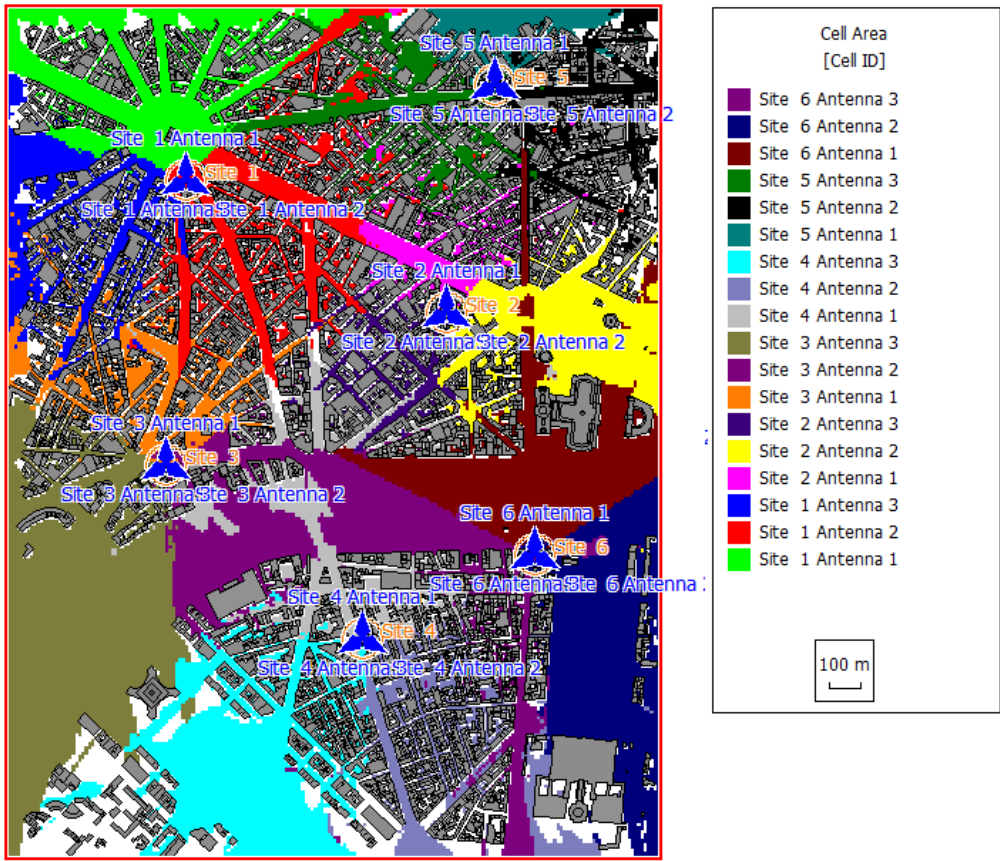 Site 5 Antenna 1
Site 5
Site 5 Antenna 3
Site 5 Antenna 2
Site 1 Antenna 1
Site 1
Site 1 Antenna 3
Site 1 Antenna 2
Site 2 Antenna 1
Site 2
Site 2 Antenna 3
Site 2 Antenna 2
Site 3 Antenna 1
Site 3
Site 3 Antenna 3
Site 3 Antenna 2
Site 6 Antenna 1
Site 6
Site 6 Antenna 3
Site 6 Antenna
Site 4 Antenna 1
Site 4
Site 4 Antenna 3
Site 4 Antenna 2
Cell Area
[Cell ID]
Site 6 Antenna 3
Site 6 Antenna 2
Site 6 Antenna 1
Site 5 Antenna 3
Site 5 Antenna 2
Site 5 Antenna 1
Site 4 Antenna 3
Site 4 Antenna 2
Site 4 Antenna 1
Site 3 Antenna 3
Site 3 Antenna 2
Site 3 Antenna 1
Site 2 Antenna 3
Site 2 Antenna 2
Site 2 Antenna 1
Site 1 Antenna 3
Site 1 Antenna 2
Site 1 Antenna 1
100 m